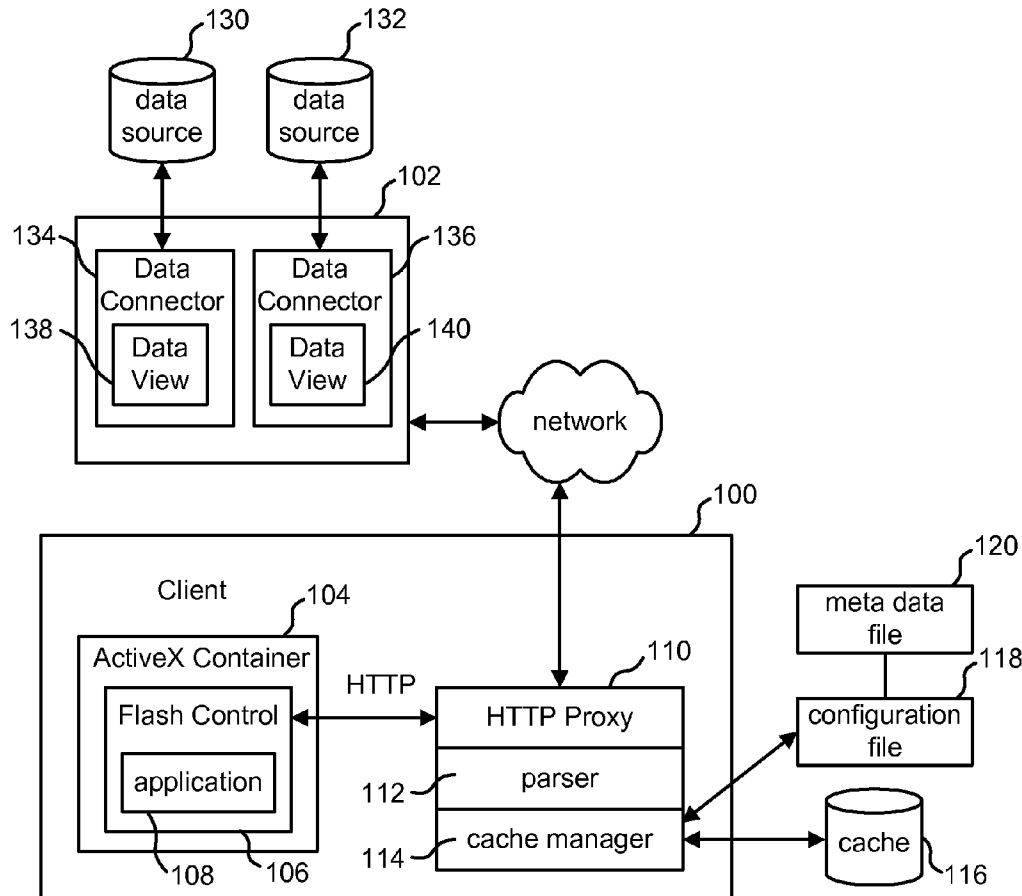 130
132
data
source
data
source
102
134
136
Data
Connector
Data
Connector
138
140
Data
View
Data
View
network
100
120
Client
104
meta data
file
ActiveX Container
110
118
HTTP
Flash Control
HTTP Proxy
configuration
file
application
parser
112
cache manager
114
cache
108
106
116